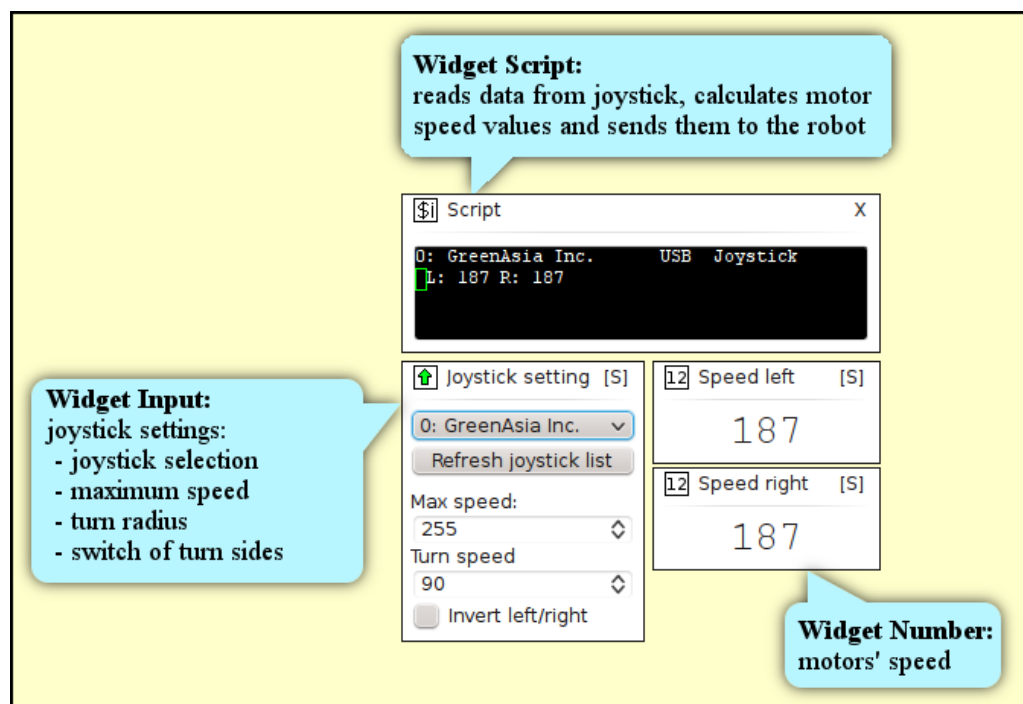 Widget Script:
reads data from joystick, calculates motor
speed values and sends them to the robot
$i Script X
0: GreenAsia Inc. USB Joystick
L: 187 R: 187
Widget Input:
joystick settings:
- joystick selection
- maximum speed
- turn radius
- switch of turn sides
Joystick setting [S]
0: GreenAsia Inc.
Refresh joystick list
Max speed:
255
Turn speed
90
Invert left/right
12 Speed left [S]
187
12 Speed right [S]
187
Widget Number:
motors' speed